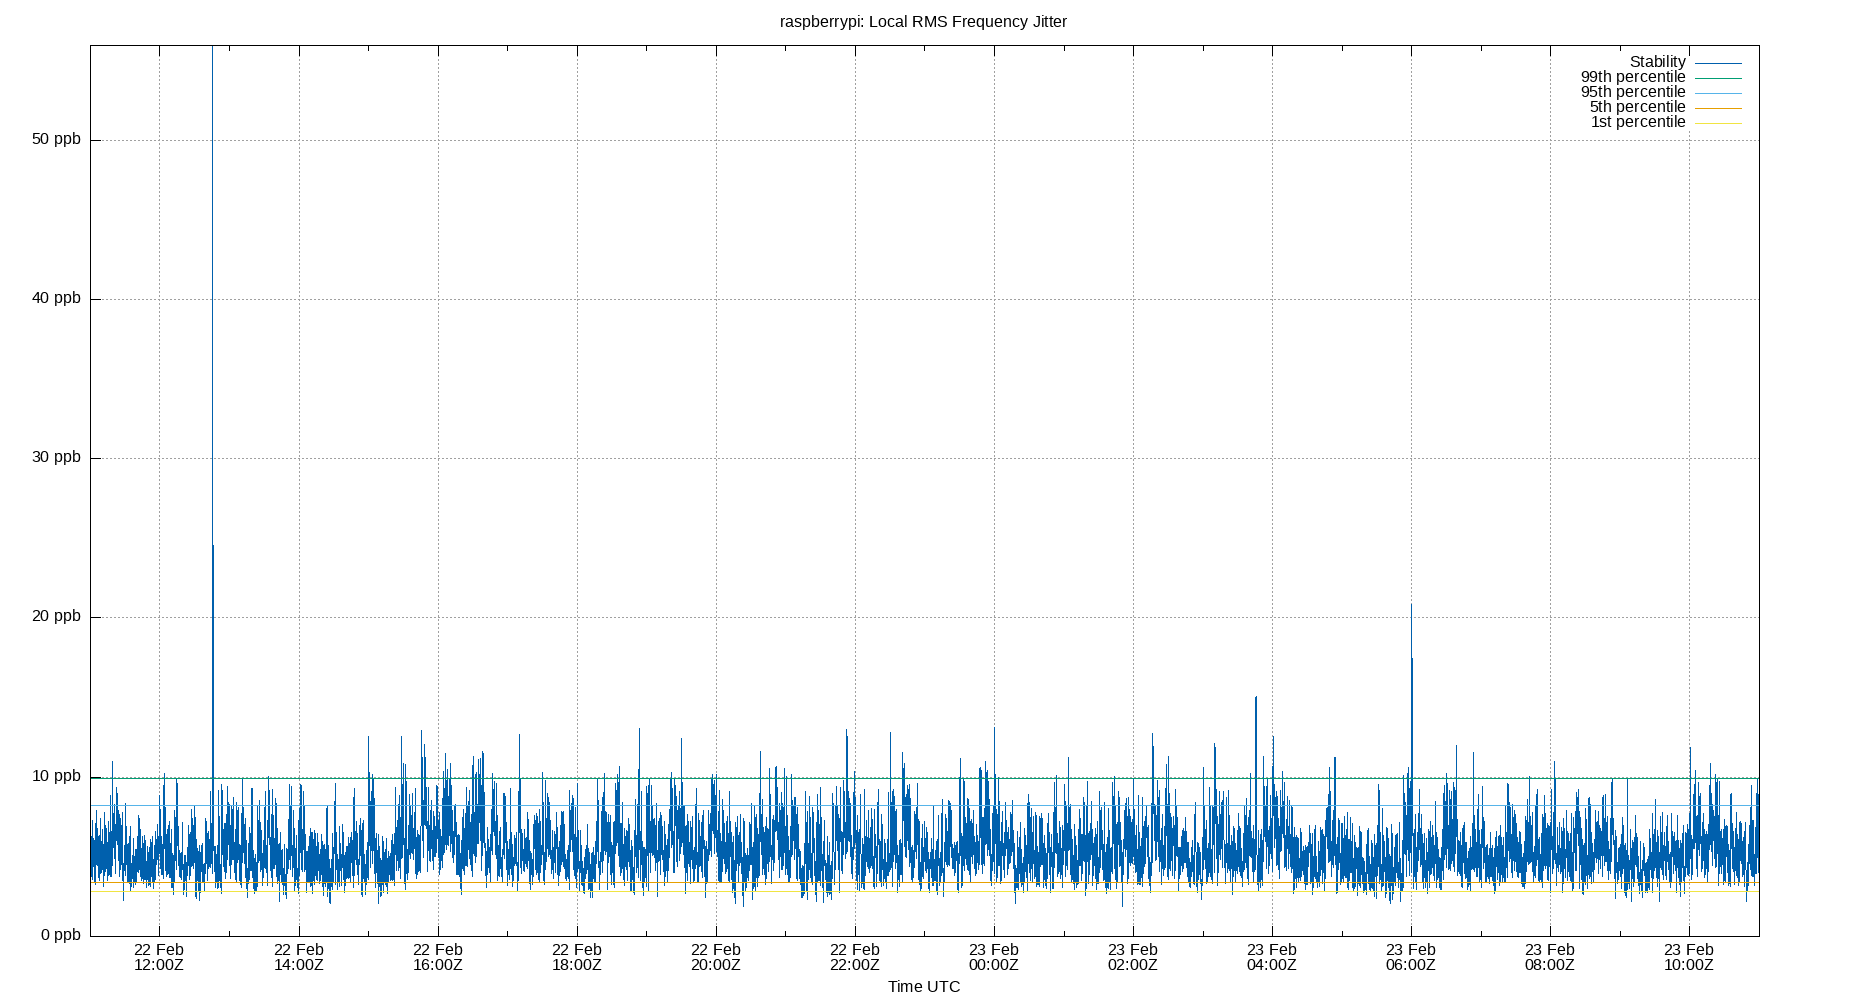 raspberrypi: Local RMS Frequency Jitter
Stability
99th percentile
95th percentile
5th percentile
1st percentile
50 ppb
40 ppb
30 ppb
20 ppb
10 ppb
0 ppb
22 Feb 22 Feb 22 Feb 22 Feb 22 Feb 22 Feb 23 Feb 23 Feb 23 Feb 23 Feb 23 Feb 23 Feb
12:00Z 14:00Z 16:00Z 18:00Z 20:00Z 22:00Z 00:00Z 02:00Z 04:00Z 06:00Z 08:00Z 10:00Z
Time UTC